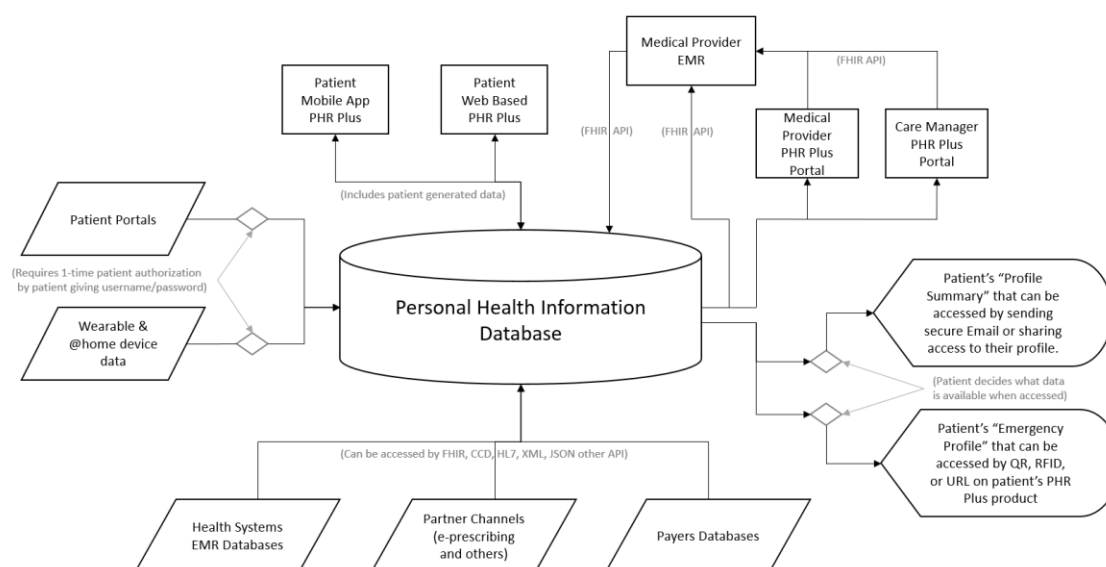 Medical Provider
EMR
Patient
Mobile App
PHR Plus
Patient
Web Based
PHR Plus
(FHIR API)
(FHIR API)
(FHIR API)
Medical
Provider
PHR Plus
Portal
Care Manager
PHR Plus
Portal
(Includes patient generated data)
Patient Portals
(Requires 1-time patient authorization
by patient giving username/password)
Wearable &
@home device
data
Personal Health Information
Database
Patient's “Profile
Summary” that can be
accessed by sending
secure Email or sharing
access to their profile.
(Patient decides what data
is available when accessed)
Patient's “Emergency
Profile” that can be
accessed by QR, RFID,
or URL on patient's PHR
Plus product
(Can be accessed by FHIR, CCD, HL7, XML, JSON other API)
Health Systems
EMR Databases
Partner Channels
(e-prescribing
and others)
Payers Databases